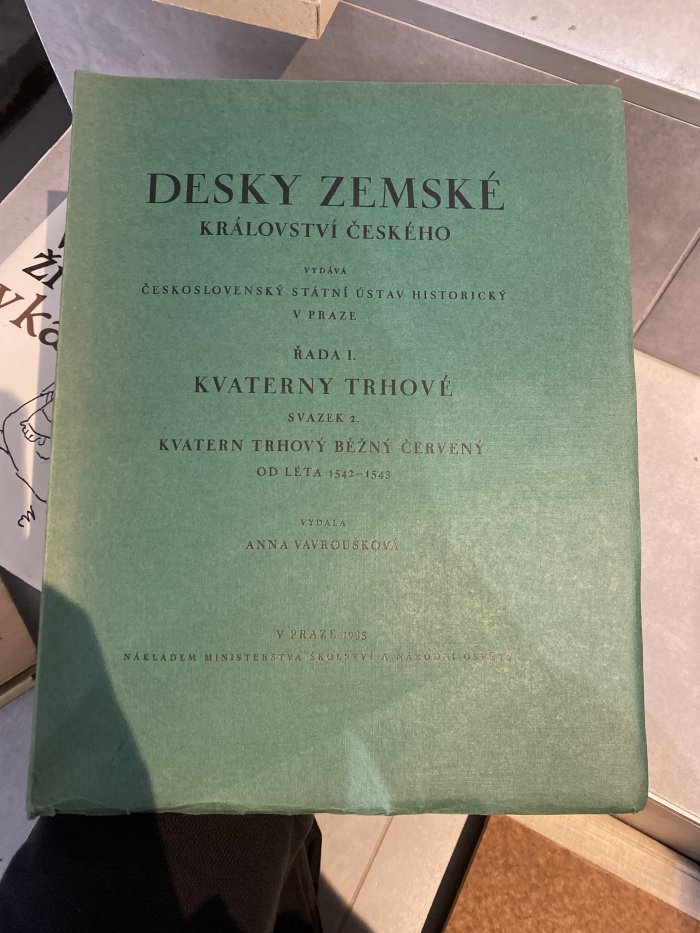 DESKY ZEMSKÉ
KRÁLOVSTVÍ ČESKÉHO
VYDÁVÁ
ČESKOSLOVENSKÝ STÁTNÍ ÚSTAV HISTORICKÝ
V PRAZE
ŘADA I.
KVATERNY TRHOVÉ
SVAZEK 2.
KVATERN TRHOVÝ BĚŽNÝ ČERVENÝ
OD LÉTA 1542–1543
VYDALA
ANNA VAVROUŠKOVÁ
V PRAZE 1935
NÁKLADEM MINISTERSTVA ŠKOLSTVÍ A NÁRODNÍ OSVĚTY